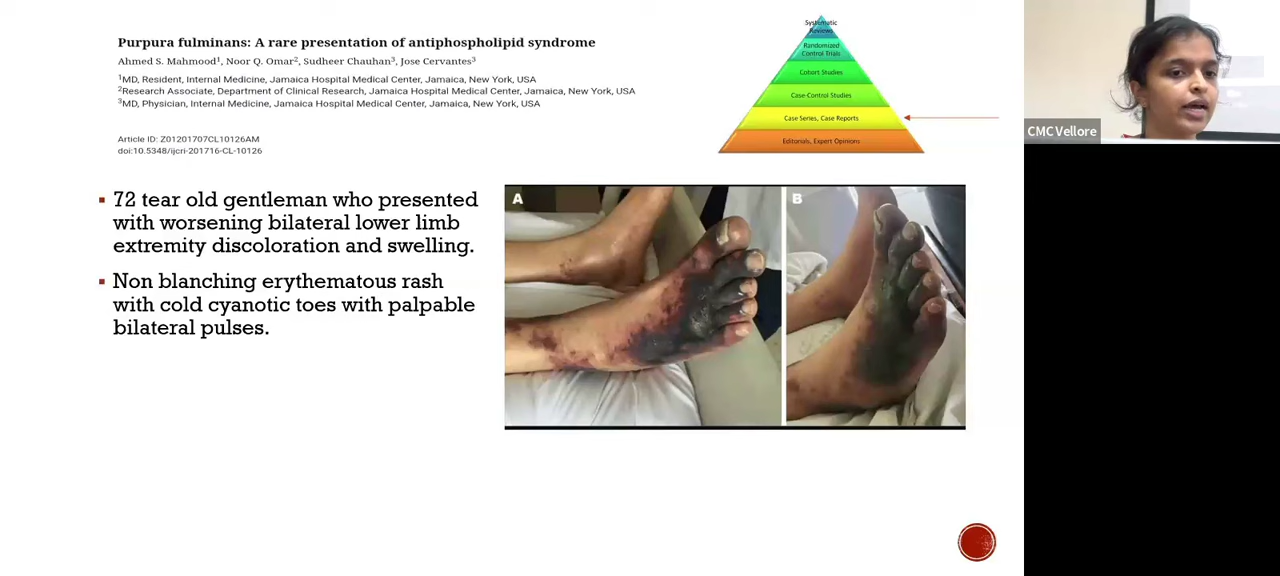 Purpura fulminans: A rare presentation of antiphospholipid syndrome
Ahmed S. Mahmood1, Noor Q. Omar2, Sudheer Chauhan3, Jose Cervantes3
1MD, Resident, Internal Medicine, Jamaica Hospital Medical Center, Jamaica, New York, USA
2Research Associate, Department of Clinical Research, Jamaica Hospital Medical Center, Jamaica, New York, USA
3MD, Physician, Internal Medicine, Jamaica Hospital Medical Center, Jamaica, New York, USA
Article ID: Z01201707CL10126AM
doi:10.5348/ijcri-201716-CL-10126
Systematic
Reviews
Randomized
Control Trials
Cohort Studies
Case-Control Studies
Case Series, Case Reports
Editorials, Expert Opinions
CMC Vellore
72 tear old gentleman who presented
with worsening bilateral lower limb
extremity discoloration and swelling.
Non blanching erythematous rash
with cold cyanotic toes with palpable
bilateral pulses.
A
B